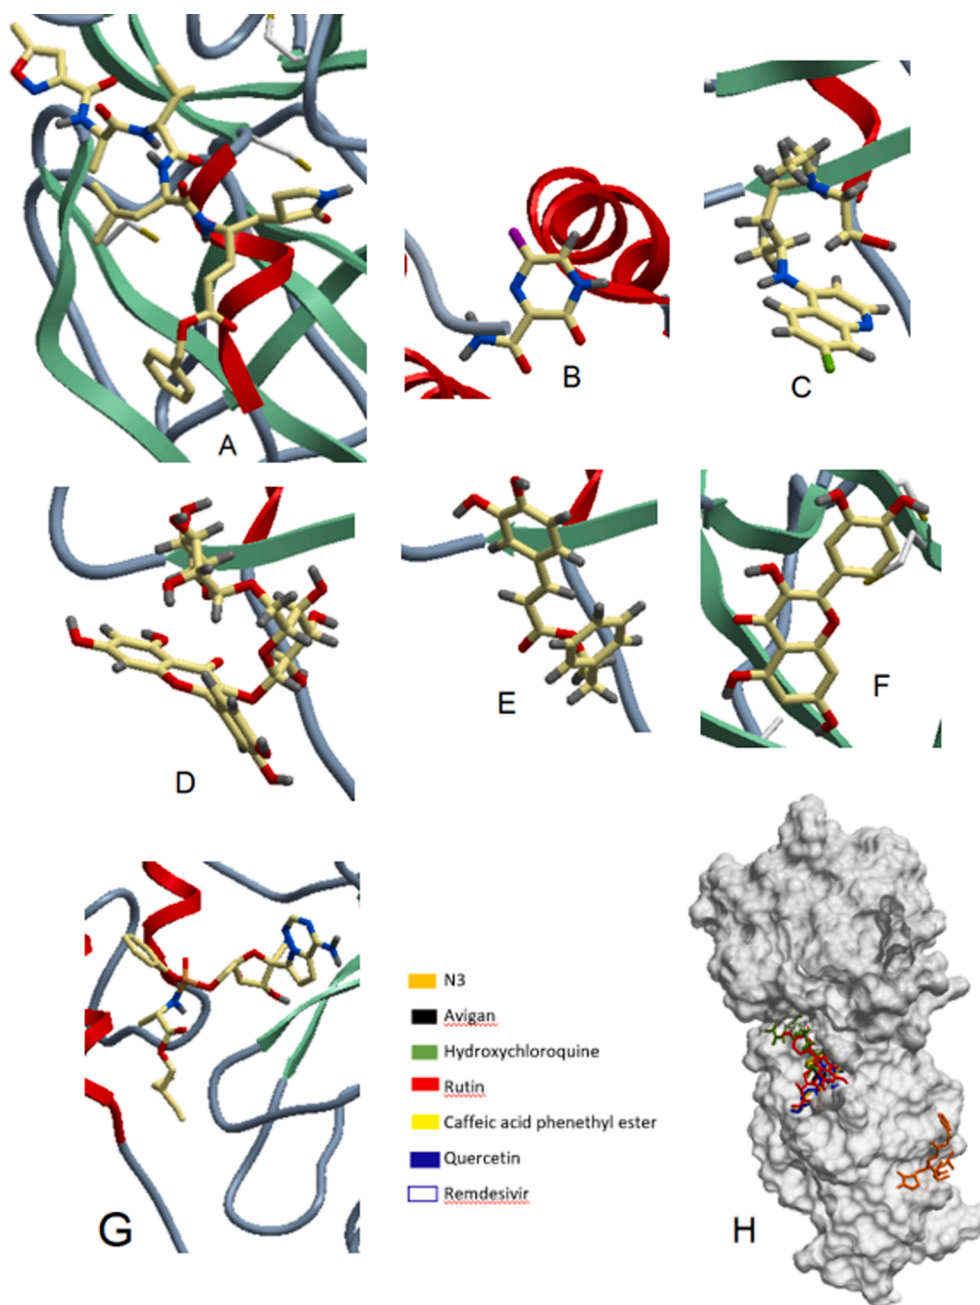 A
B
C
D
E
F
G
N3
Avigan
Hydroxychloroquine
Rutin
Caffeic acid phenethyl ester
Quercetin
Remdesivir
H